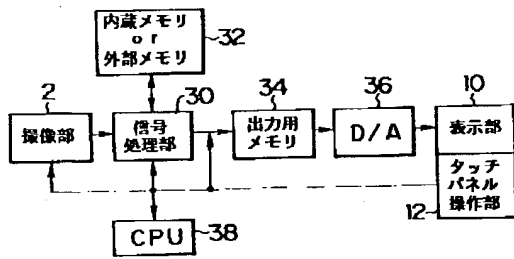 内蔵メモリ
or
外部メモリ
32
2
撮像部
30
信号
処理部
34
出力用
メモリ
36
D/A
10
表示部
タッチ
パネル
操作部
12
CPU
38